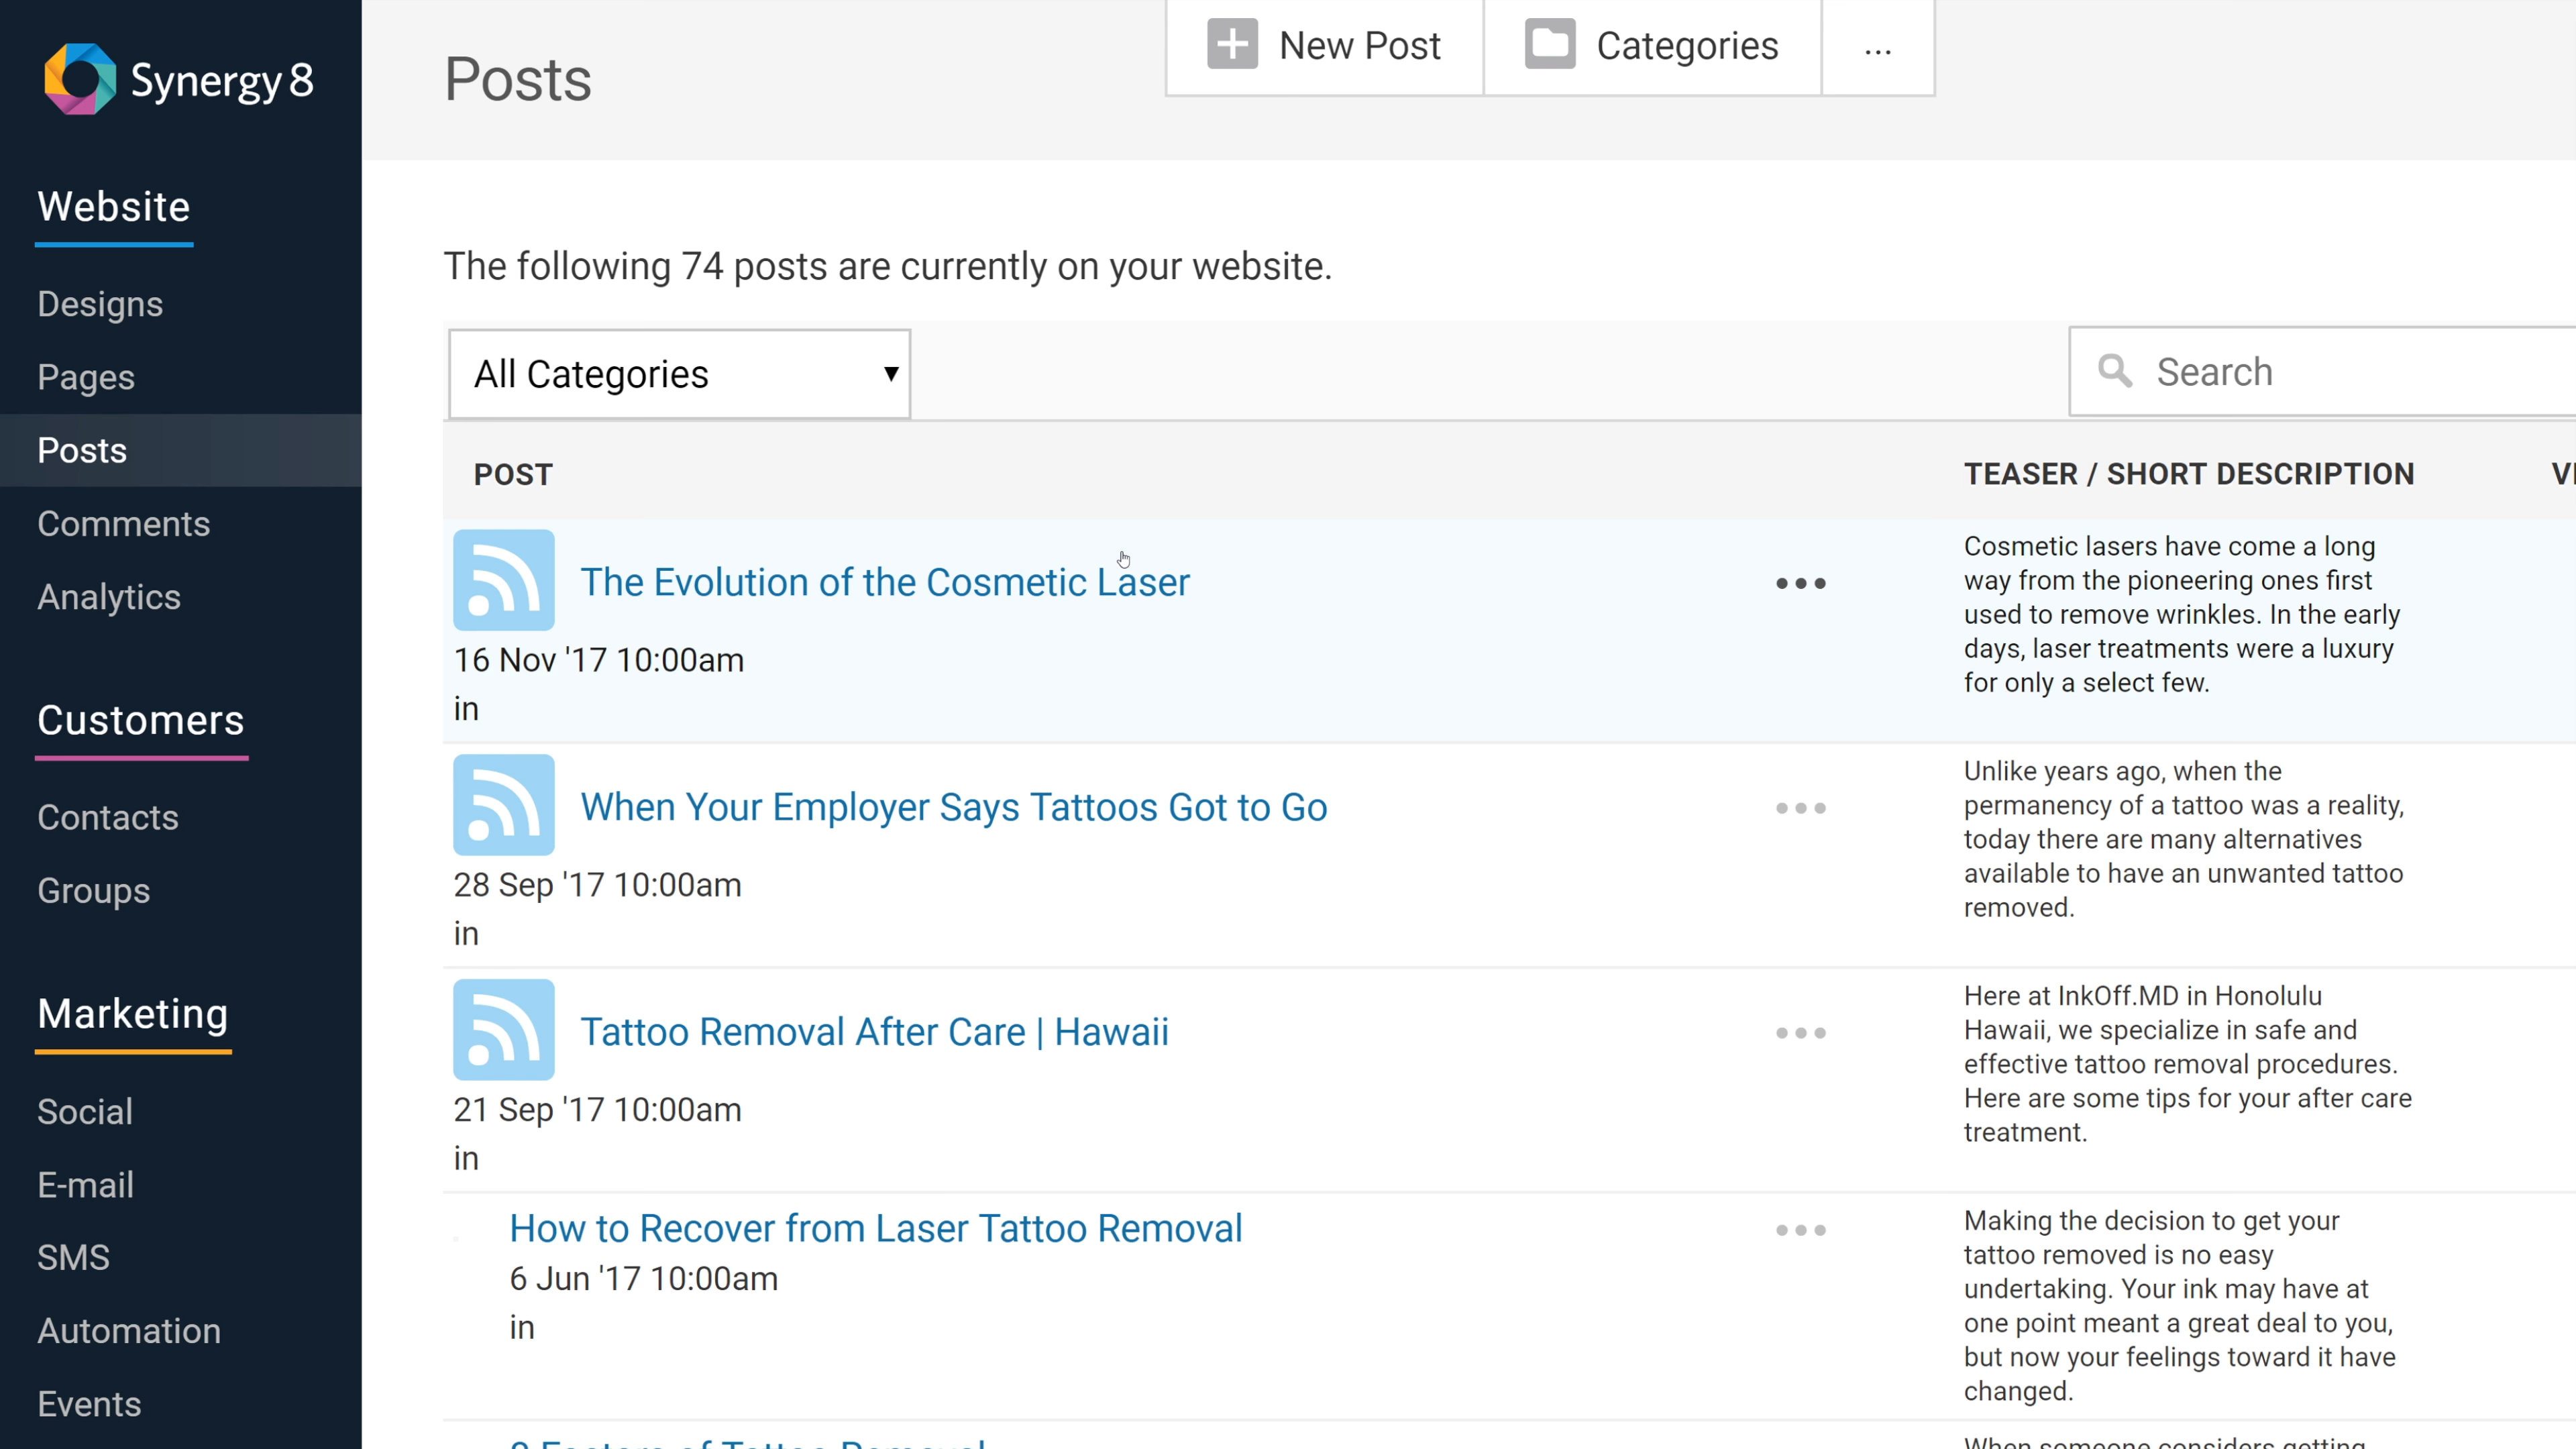 Synergy 8
Website
Designs
Pages
Posts
Comments
Analytics
Customers
Contacts
Groups
Marketing
Social
E-mail
SMS
Automation
Events
Posts
New Post
Categories
...
The following 74 posts are currently on your website.
All Categories
Search
POST
TEASER / SHORT DESCRIPTION
The Evolution of the Cosmetic Laser
16 Nov '17 10:00am
in
Cosmetic lasers have come a long
way from the pioneering ones first
used to remove wrinkles. In the early
days, laser treatments were a luxury
for only a select few.
When Your Employer Says Tattoos Got to Go
28 Sep '17 10:00am
in
Unlike years ago, when the
permanency of a tattoo was a reality,
today there are many alternatives
available to have an unwanted tattoo
removed.
Tattoo Removal After Care | Hawaii
21 Sep '17 10:00am
in
Here at InkOff.MD in Honolulu
Hawaii, we specialize in safe and
effective tattoo removal procedures.
Here are some tips for your after care
treatment.
How to Recover from Laser Tattoo Removal
6 Jun '17 10:00am
in
Making the decision to get your
tattoo removed is no easy
undertaking. Your ink may have at
one point meant a great deal to you,
but now your feelings toward it have
changed.
of Tattoo Removal
When someone considers getting